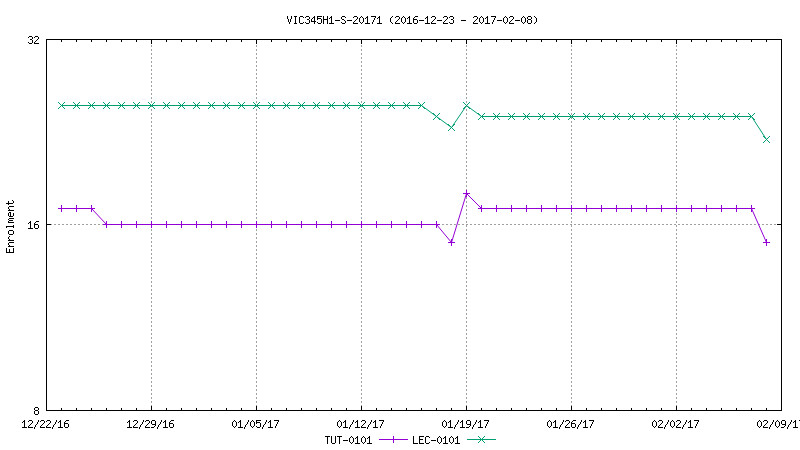 VIC345H1-S-20171 (2016-12-23 - 2017-02-08)
32
Enrolment
16
8
12/22/16 12/29/16 01/05/17 01/12/17 01/19/17 01/26/17 02/02/17 02/09/1
TUT-0101 LEC-0101